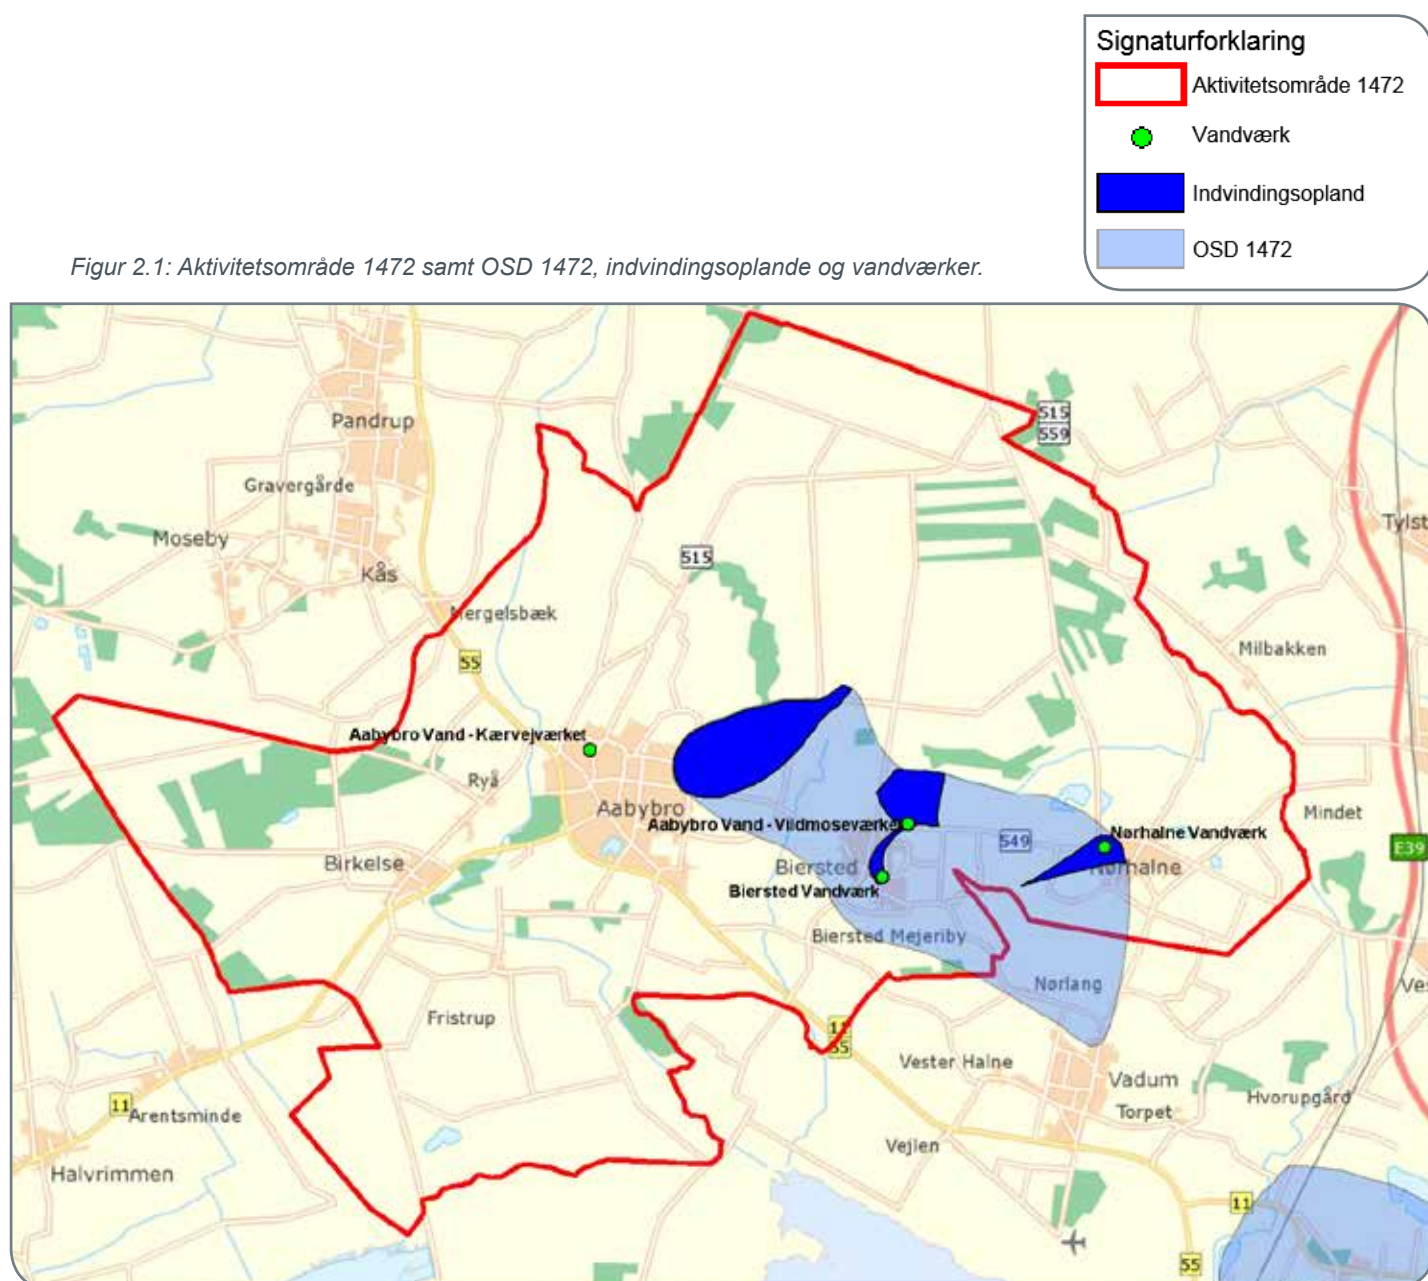 Signaturforklaring
Aktivitetsområde 1472
Vandværk
Indvindingsopland
OSD 1472
Figur 2.1: Aktivitetsområde 1472 samt OSD 1472, indvindingsoplande og vandværker.
515
559
Pandrup
Gravergårde
Moseby
Kås
515
Nergelsbæk
55
Milbakken
Aabybro Vand - Kærvejværket
Ryå
Aabybro
Aabybro Vand - Vildmoseværket
Mindet
549
Nørhalne Vandværk
E39
Birkelse
Biersted
Nørhalne
Biersted Vandværk
Biersted Mejeriby
Nørlang
Fristrup
11
55
Vester Halne
Vadum
Torpet
Hvorupgård
11
Arentsminde
Vejlen
Halvrimmen
11
55